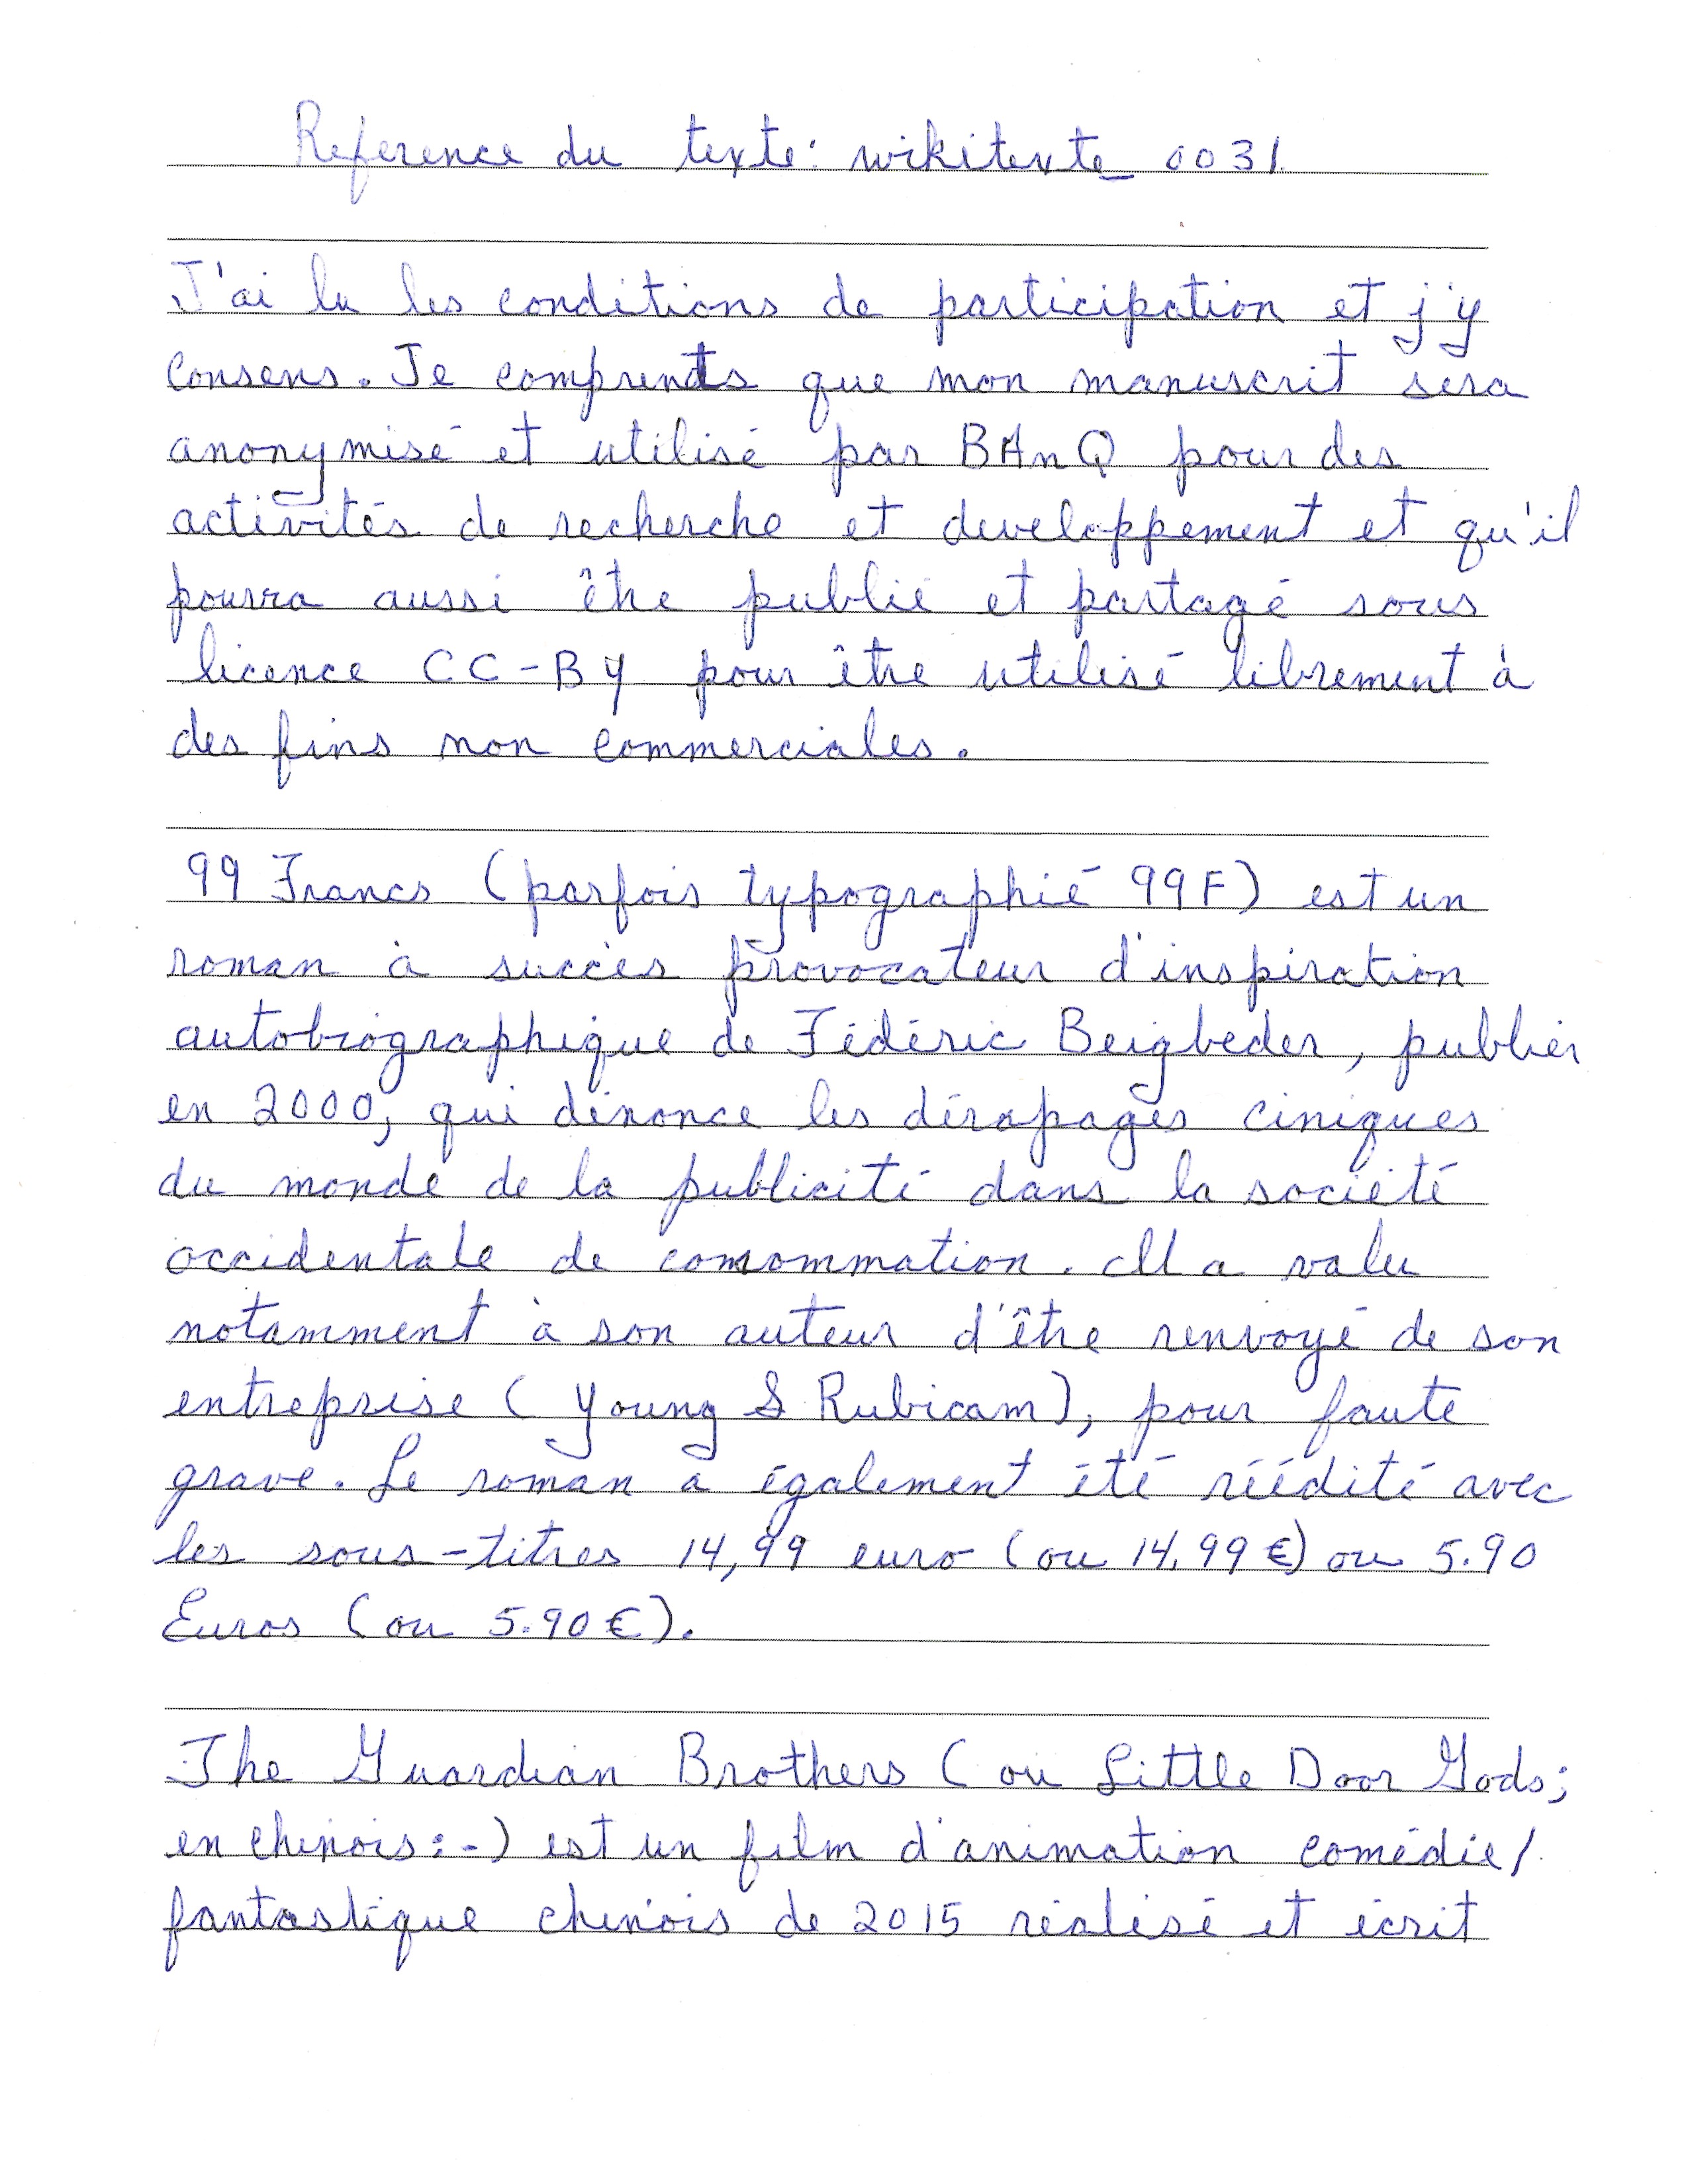 Reference du texte: wikitexte_0031
J'ai lu les conditions de participation et j'y
consens. Je comprends que mon manuscrit sera
anonymisé et utilisé par BAnQ pour des
activités de recherche et developpement et qu'il
pourra aussi être publié et partagé sous
licence CC-BY pour être utilisé librement à
des fins non commerciales.
99 Francs (parfois typographié 99F) est un
roman à succès provocateur d'inspiration
autobiographique de Fédéric Beigbeder, publier
en 2000, qui dénonce les dérapages ciniques
du monde de la publicité dans la société
occidentale de consommation. Il a valu
notamment à son auteur d'être renvoyé de son
entreprise (Young & Rubicam), pour faute
grave. Le roman a également été réédité avec
les sous-titres 14,99 euro (ou 14.99€) ou 5.90
Euros (ou 5.90€).
The Guardian Brothers (ou Little Door Gods;
en chinois:-) est un film d'animation comédie/
fantastique chinois de 2015 réalisé et écrit